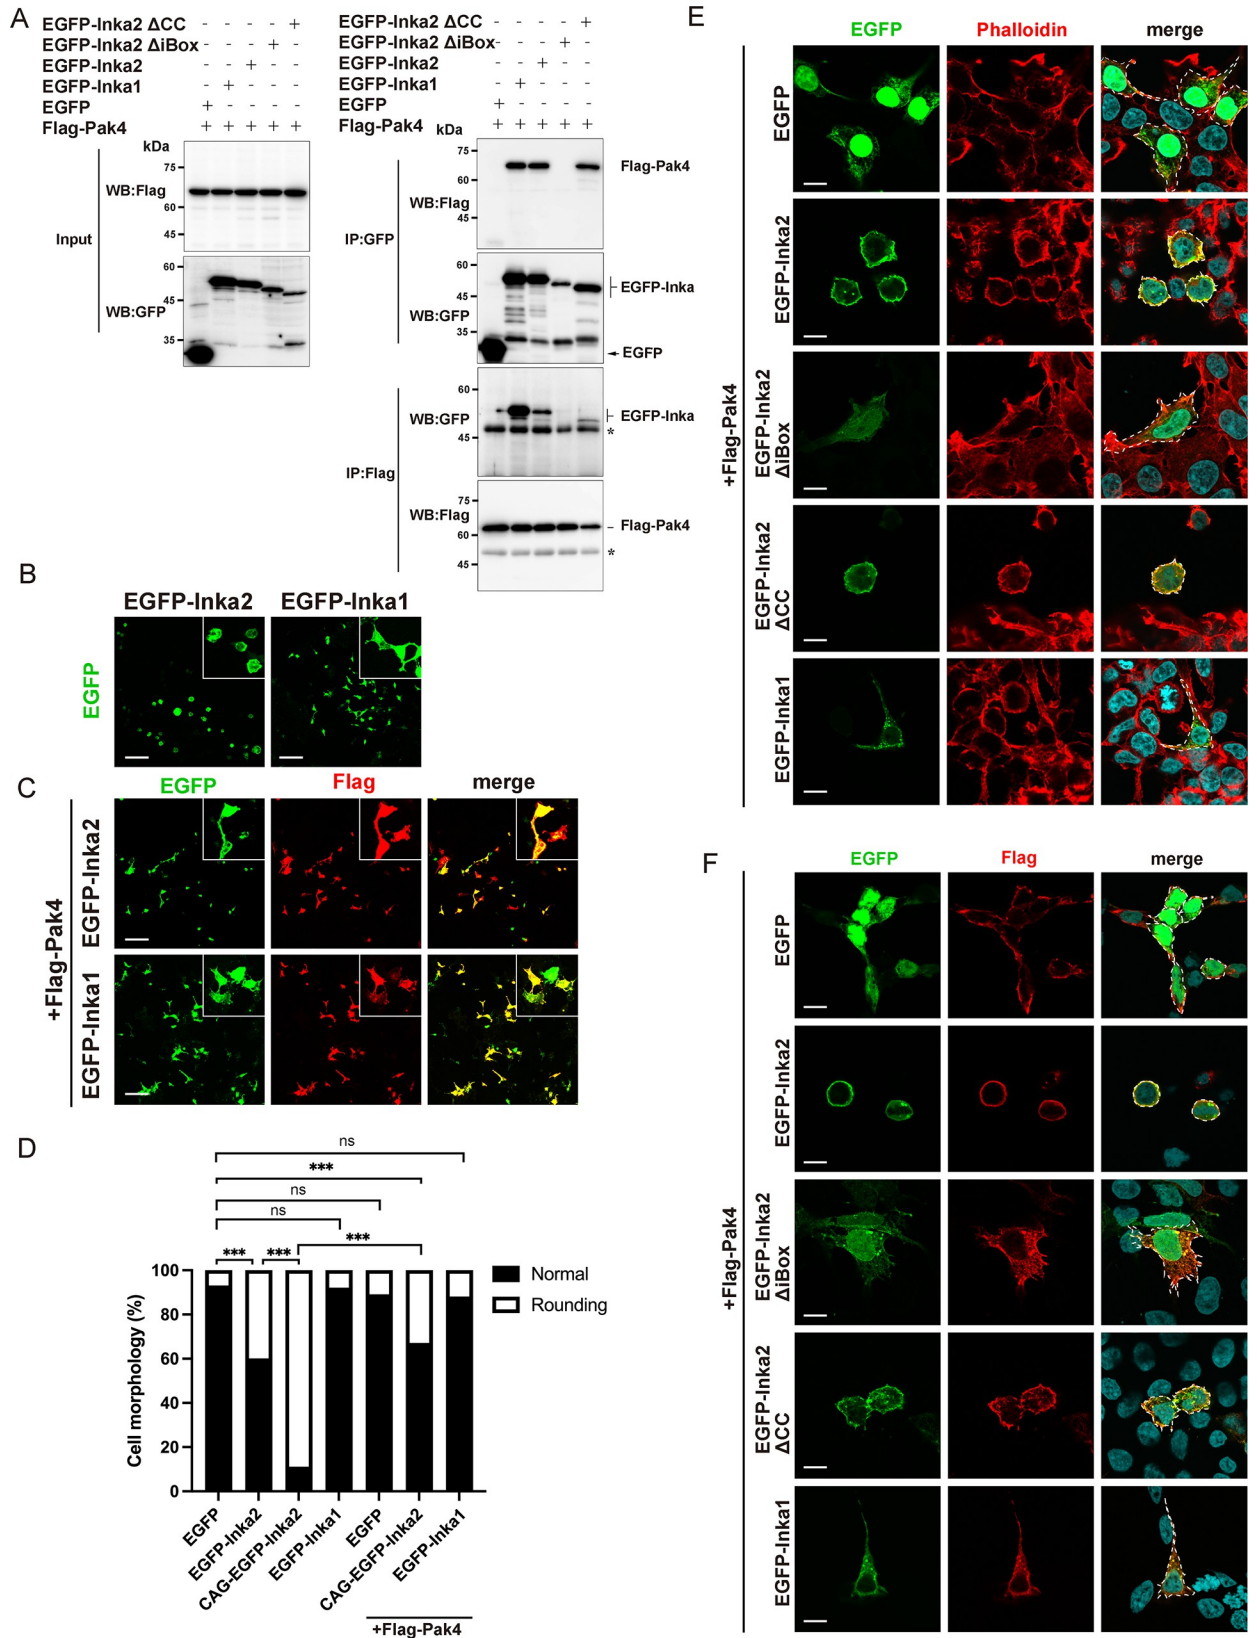 A
EGFP-Inka2 ΔCC - - - - +
EGFP-Inka2 ΔiBox - - - + -
EGFP-Inka2 - - + - -
EGFP-Inka1 - + - - -
EGFP + - - - -
Flag-Pak4 + + + + +
kDa
Input
WB:Flag
75
60
45
WB:GFP
60
45
35
EGFP-Inka2 ΔCC - - - - +
EGFP-Inka2 ΔiBox - - - + -
EGFP-Inka2 - - + - -
EGFP-Inka1 - + - - -
EGFP + - - - -
Flag-Pak4 + + + + +
kDa
IP:GFP
WB:Flag
75
60
45
Flag-Pak4
WB:GFP
60
45
35
EGFP-Inka
EGFP
IP:Flag
WB:GFP
60
45
EGFP-Inka
*
WB:Flag
75
60
45
Flag-Pak4
*
B
EGFP-Inka2 EGFP-Inka1
EGFP
C
EGFP Flag merge
+Flag-Pak4
EGFP-Inka2
EGFP-Inka1
D
ns
***
ns
ns
***
*** ***
Cell morphology (%)
100
80
60
40
20
0
Normal
Rounding
EGFP
EGFP-Inka2
CAG-EGFP-Inka2
EGFP-Inka1
EGFP
CAG-EGFP-Inka2
EGFP-Inka1
+Flag-Pak4
E
EGFP Phalloidin merge
+Flag-Pak4
EGFP
EGFP-Inka2
EGFP-Inka2
ΔiBox
EGFP-Inka2
ΔCC
EGFP-Inka1
F
EGFP Flag merge
+Flag-Pak4
EGFP
EGFP-Inka2
EGFP-Inka2
ΔiBox
EGFP-Inka2
ΔCC
EGFP-Inka1